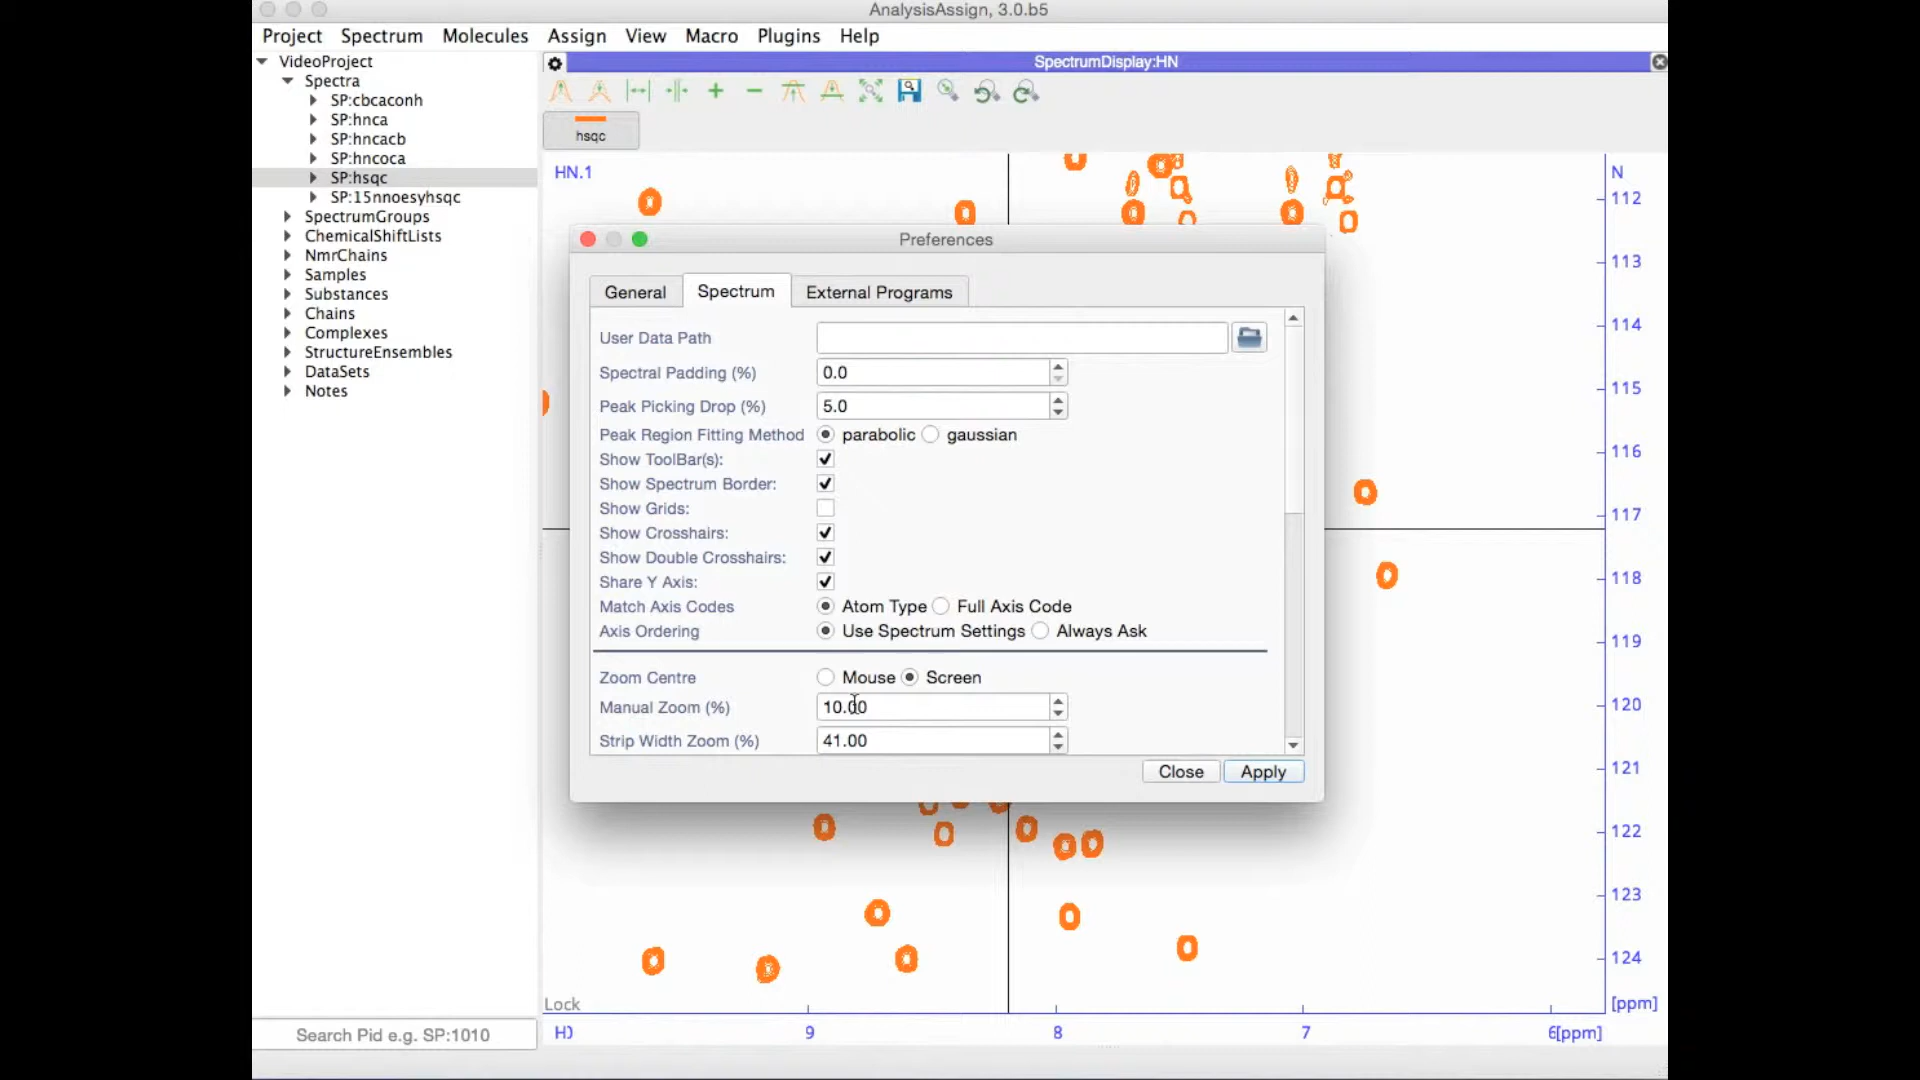 AnalysisAssign, 3.0.b5
Project Spectrum Molecules Assign View Macro Plugins Help
VideoProject
Spectra
SP:cbcaconh
SP:hnca
SP:hncacb
SP:hncoca
SP:hsqc
SP:15nnoesyhsqc
SpectrumGroups
ChemicalShiftLists
NmrChains
Samples
Substances
Chains
Complexes
StructureEnsembles
DataSets
Notes
Search Pid e.g. SP:1010
SpectrumDisplay:HN
hsqc
HN.1
N
112
113
114
115
116
117
118
119
120
121
122
123
124
[ppm]
Preferences
General Spectrum External Programs
User Data Path
Spectral Padding (%) 0.0
Peak Picking Drop (%) 5.0
Peak Region Fitting Method parabolic gaussian
Show ToolBar(s):
Show Spectrum Border:
Show Grids:
Show Crosshairs:
Show Double Crosshairs:
Share Y Axis:
Match Axis Codes Atom Type Full Axis Code
Axis Ordering Use Spectrum Settings Always Ask
Zoom Centre Mouse Screen
Manual Zoom (%) 10.00
Strip Width Zoom (%) 41.00
Close Apply
Lock
9 8 7 6[ppm]